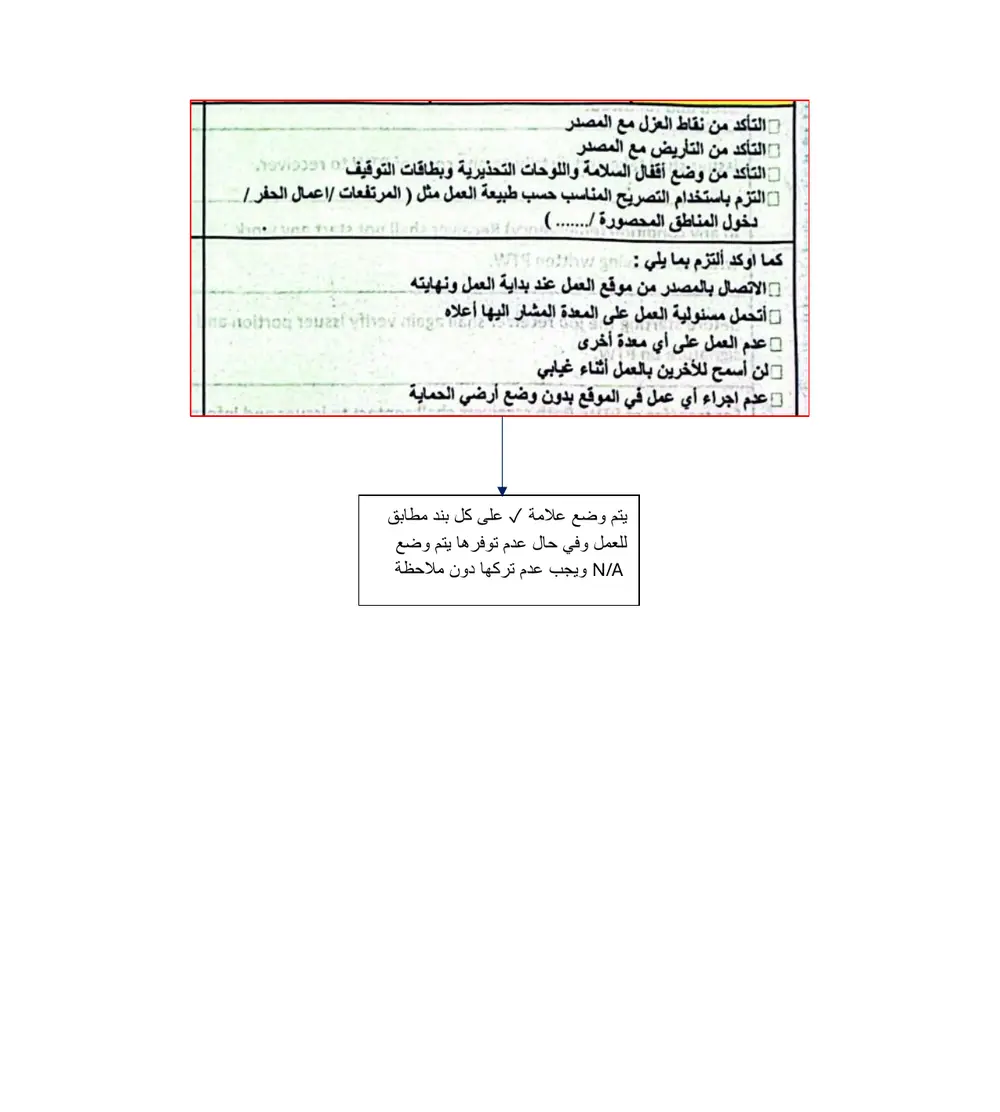 ☐ التأكد من نقاط العزل مع المصدر
☐ التأكد من التأريض مع المصدر
☐ التأكد من وضع أقفال السلامة واللوحات التحذيرية وبطاقات التوقيف
☐ التزم باستخدام التصريح المناسب حسب طبيعة العمل مثل ( المرتفعات /اعمال الحفر /
دخول المناطق المحصورة /....... )
كما اوكد ألتزم بما يلي :
☐ الاتصال بالمصدر من موقع العمل عند بداية العمل ونهايته
☐ أتحمل مسئولية العمل على المعدة المشار اليها أعلاه
☐ عدم العمل على أي معدة أخرى
☐ لن أسمح للأخرين بالعمل أثناء غيابي
☐ عدم اجراء أي عمل في الموقع بدون وضع أرضي الحماية
يتم وضع علامة ✓ على كل بند مطابق
للعمل وفي حال عدم توفرها يتم وضع
N/A ويجب عدم تركها دون ملاحظة